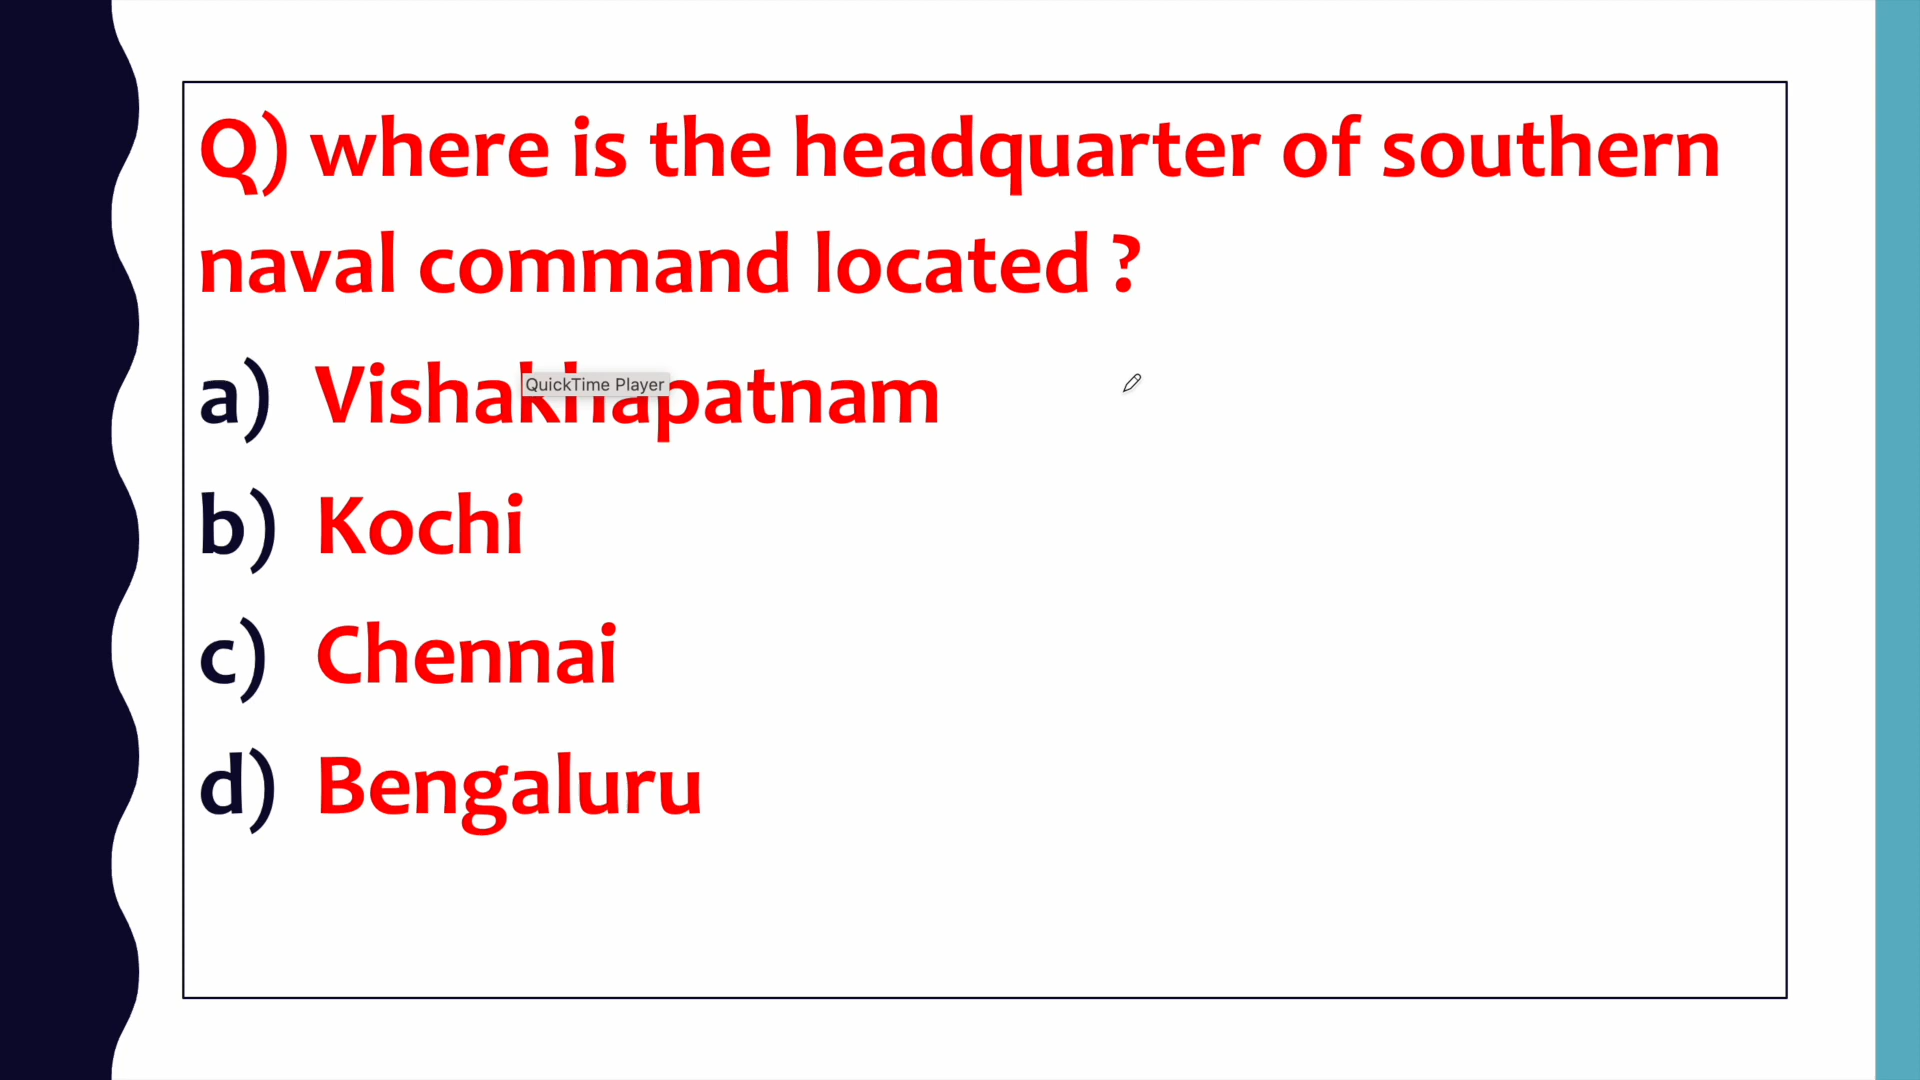 Q) where is the headquarter of southern
naval command located ?
a) Vishakhapatnam
QuickTime Player
b) Kochi
c) Chennai
d) Bengaluru